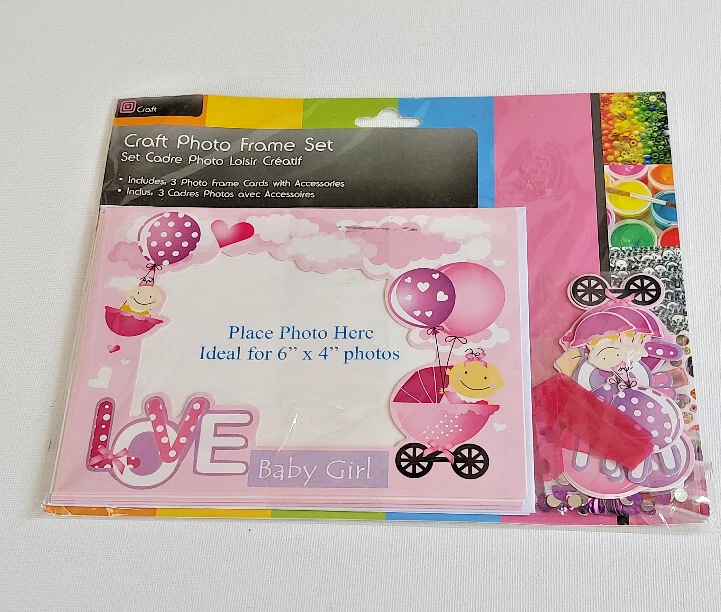 Craft
Craft Photo Frame Set
Set Cadre Photo Loisir Créatif
• Includes, 3 Photo Frame Cards with Accessories
• Inclus, 3 Cadres Photos avec Accessoires
Place Photo Here
Ideal for 6” x 4” photos
LOVE
Baby Girl